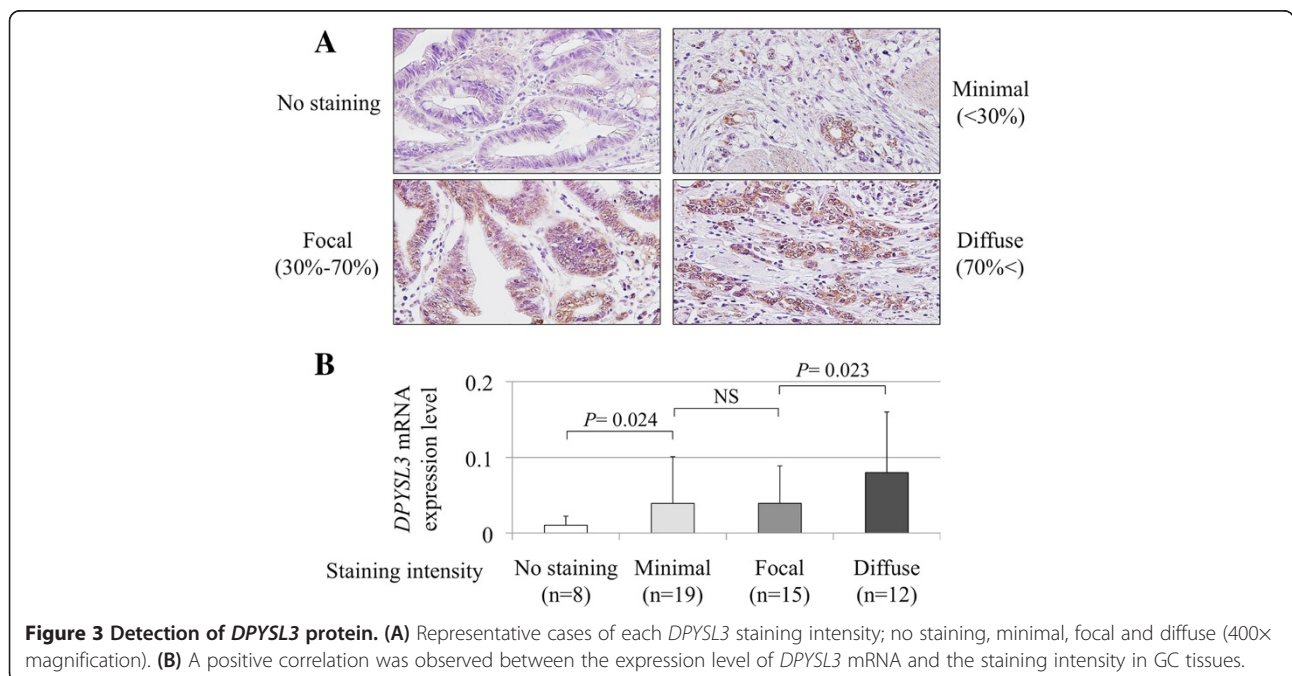 A
No staining
Minimal
(<30%)
Focal
(30%-70%)
Diffuse
(70%<)
B
DPYSL3 mRNA
expression level
0.2
0.1
0
P= 0.024
NS
P= 0.023
Staining intensity
No staining
(n=8)
Minimal
(n=19)
Focal
(n=15)
Diffuse
(n=12)
Figure 3 Detection of DPYSL3 protein. (A) Representative cases of each DPYSL3 staining intensity; no staining, minimal, focal and diffuse (400×
magnification). (B) A positive correlation was observed between the expression level of DPYSL3 mRNA and the staining intensity in GC tissues.